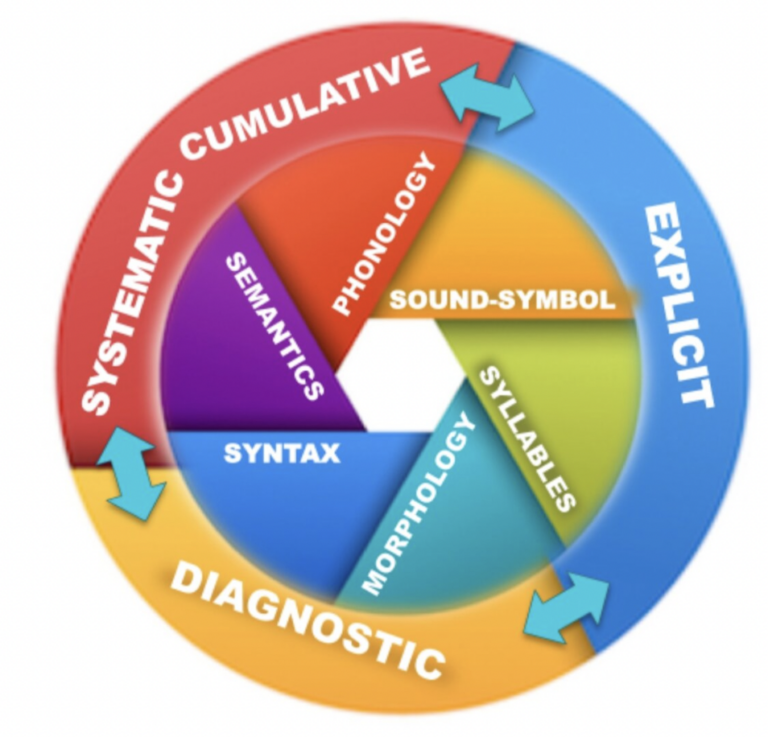 SYSTEMATIC CUMULATIVE
EXPLICIT
DIAGNOSTIC
PHONOLOGY
SOUND-SYMBOL
SYLLABLES
MORPHOLOGY
SYNTAX
SEMANTICS